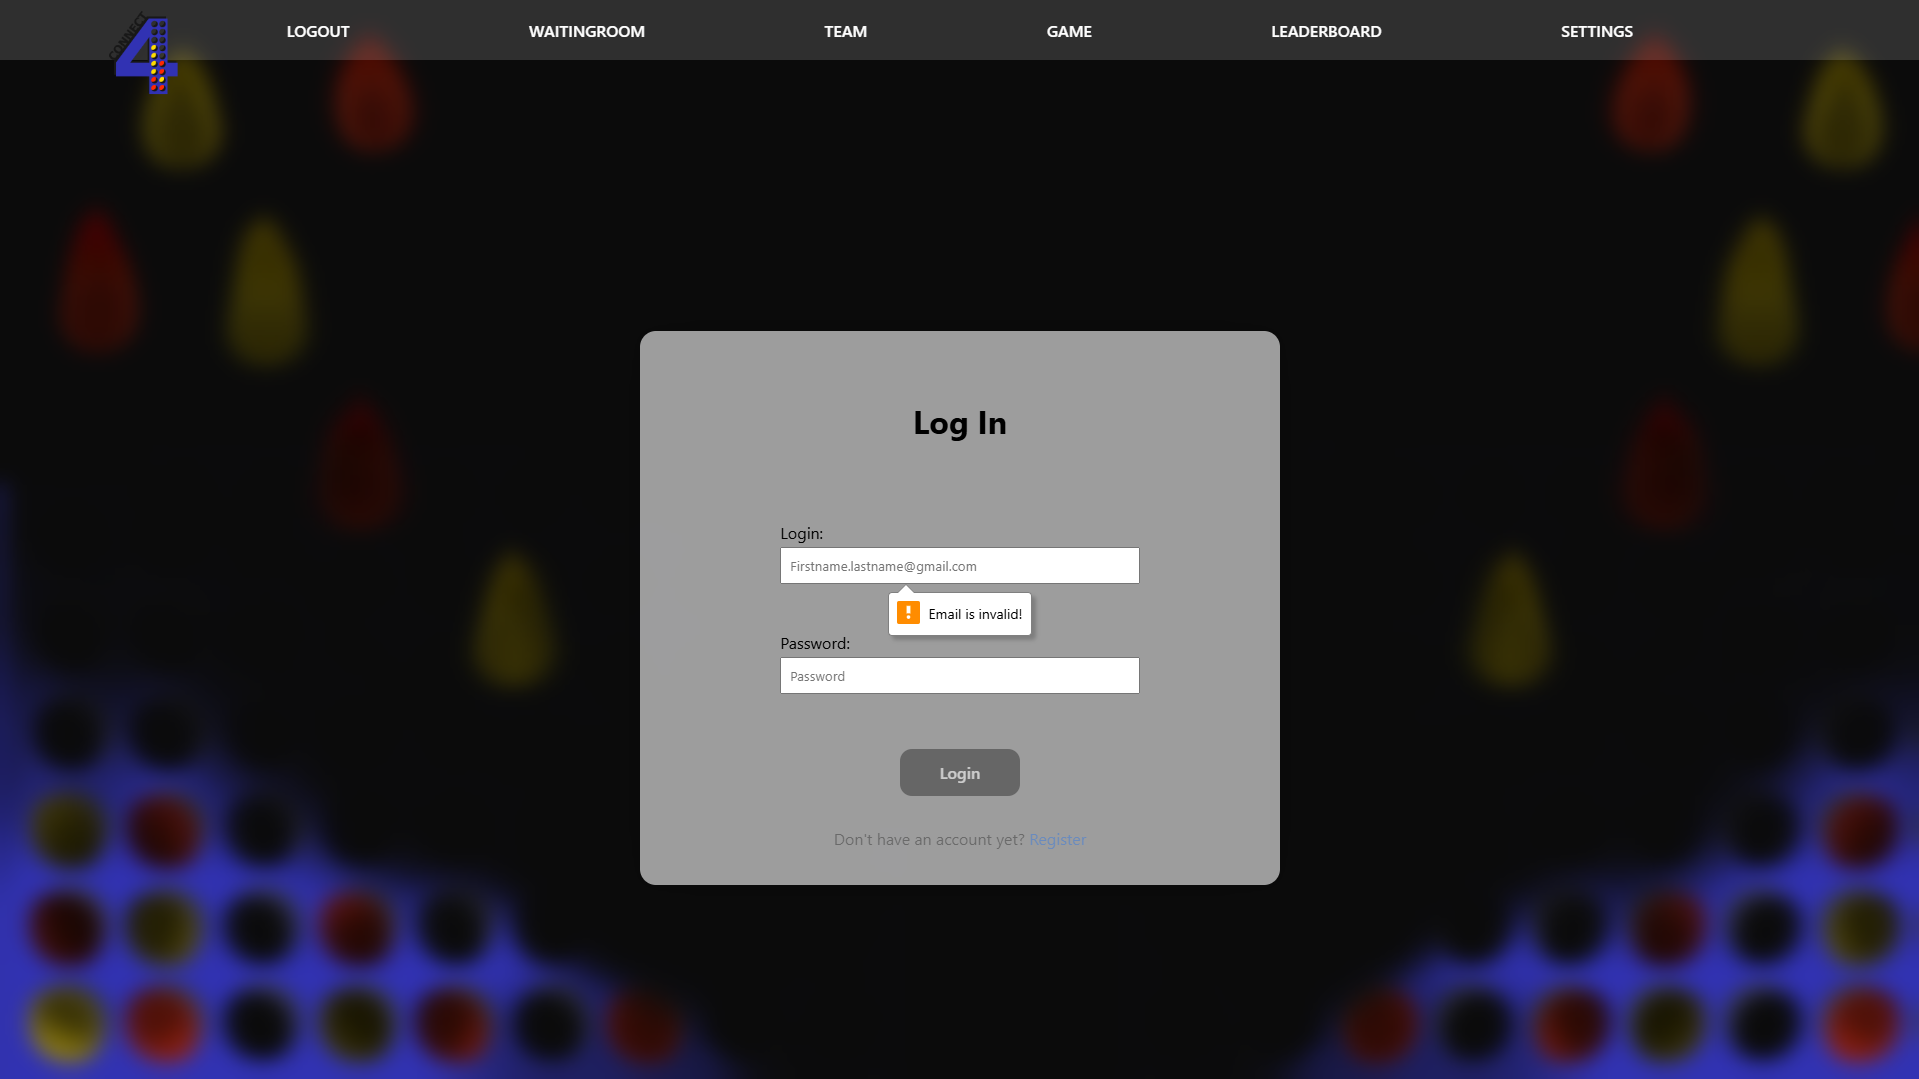 CONNECT
4
LOGOUT WAITINGROOM TEAM GAME LEADERBOARD SETTINGS
Log In
Login:
Firstname.lastname@gmail.com
! Email is invalid!
Password:
Password
Login
Don't have an account yet? Register